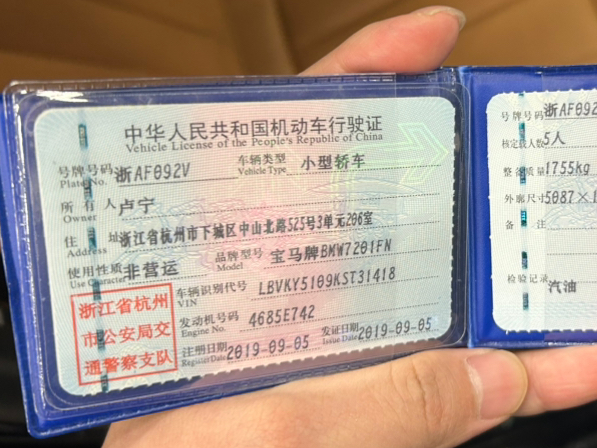 中华人民共和国机动车行驶证
Vehicle License of the People's Republic of China
号牌号码 浙AF092V 车辆类型 小型轿车
Plate No. Vehicle Type
所有人 卢宁
Owner
住址 浙江省杭州市下城区中山北路525号3单元206室
Address
使用性质 非营运 品牌型号 宝马牌BMW7201FN
Use Character Model
浙江省杭州市公安局交通警察支队
车辆识别代号 LBVKY5109KST31418
VIN
发动机号码 4685E742
Engine No.
注册日期 2019-09-05 发证日期 2019-09-05
Register Date Issue Date
号牌号码 浙AF092
核定载人数 5人
整备质量 1755kg
外廓尺寸 5087×1
备注
检验记录
汽油